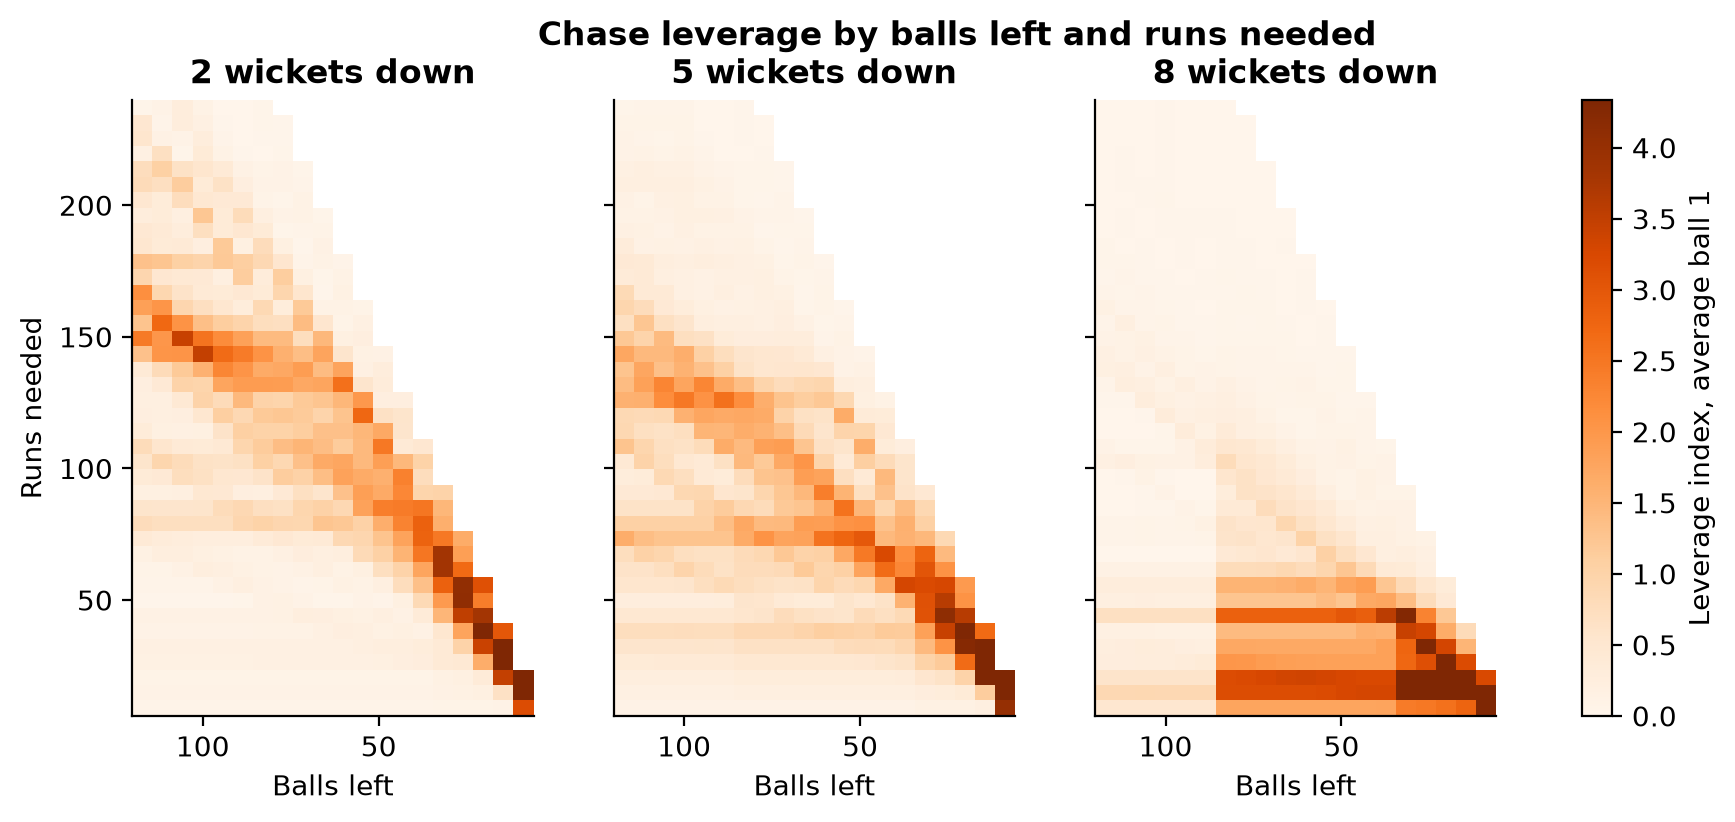 Chase leverage by balls left and runs needed
2 wickets down
5 wickets down
8 wickets down
Runs needed
200
150
100
50
100
50
Balls left
100
50
Balls left
100
50
Balls left
4.0
3.5
3.0
2.5
2.0
1.5
1.0
0.5
0.0
Leverage index, average ball 1